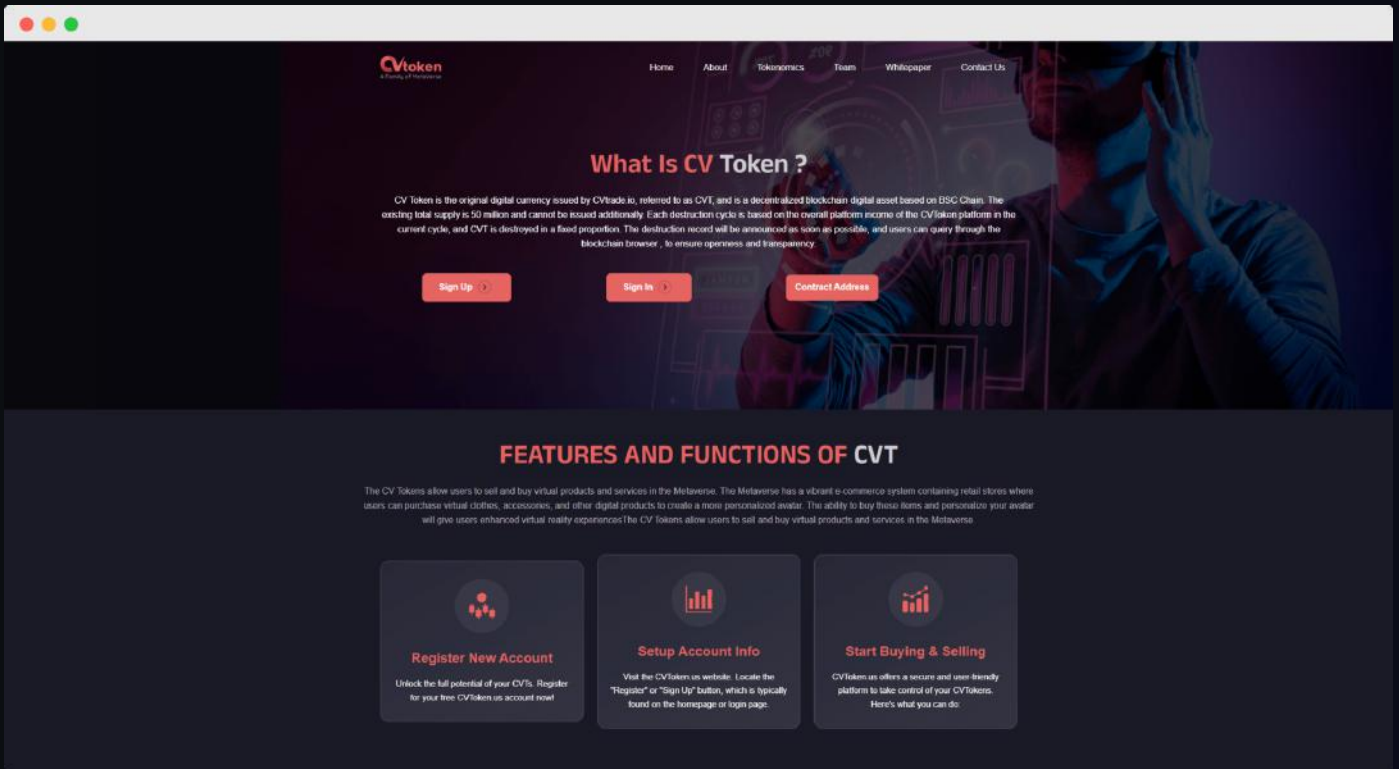 CVtoken
A Family of Metaverse
Home About Tokenomics Team Whitepaper Contact Us
What Is CV Token ?
CV Token is the original digital currency issued by CVtrade.io, referred to as CVT, and is a decentralized blockchain digital asset based on BSC Chain. The
existing total supply is 50 million and cannot be issued additionally. Each destruction cycle is based on the overall platform income of the CVToken platform in the
current cycle, and CVT is destroyed in a fixed proportion. The destruction record will be announced as soon as possible, and users can query through the
blockchain browser , to ensure openness and transparency.
Sign Up
Sign In
Contract Address
FEATURES AND FUNCTIONS OF CVT
The CV Tokens allow users to sell and buy virtual products and services in the Metaverse. The Metaverse has a vibrant e-commerce system containing retail stores where
users can purchase virtual clothes, accessories, and other digital products to create a more personalized avatar. The ability to buy these items and personalize your avatar
will give users enhanced virtual reality experiencesThe CV Tokens allow users to sell and buy virtual products and services in the Metaverse
Register New Account
Unlock the full potential of your CVTs. Register
for your free CVToken.us account now!
Setup Account Info
Visit the CVToken.us website. Locate the
"Register" or "Sign Up" button, which is typically
found on the homepage or login page.
Start Buying & Selling
CVToken.us offers a secure and user-friendly
platform to take control of your CVTokens.
Here's what you can do: